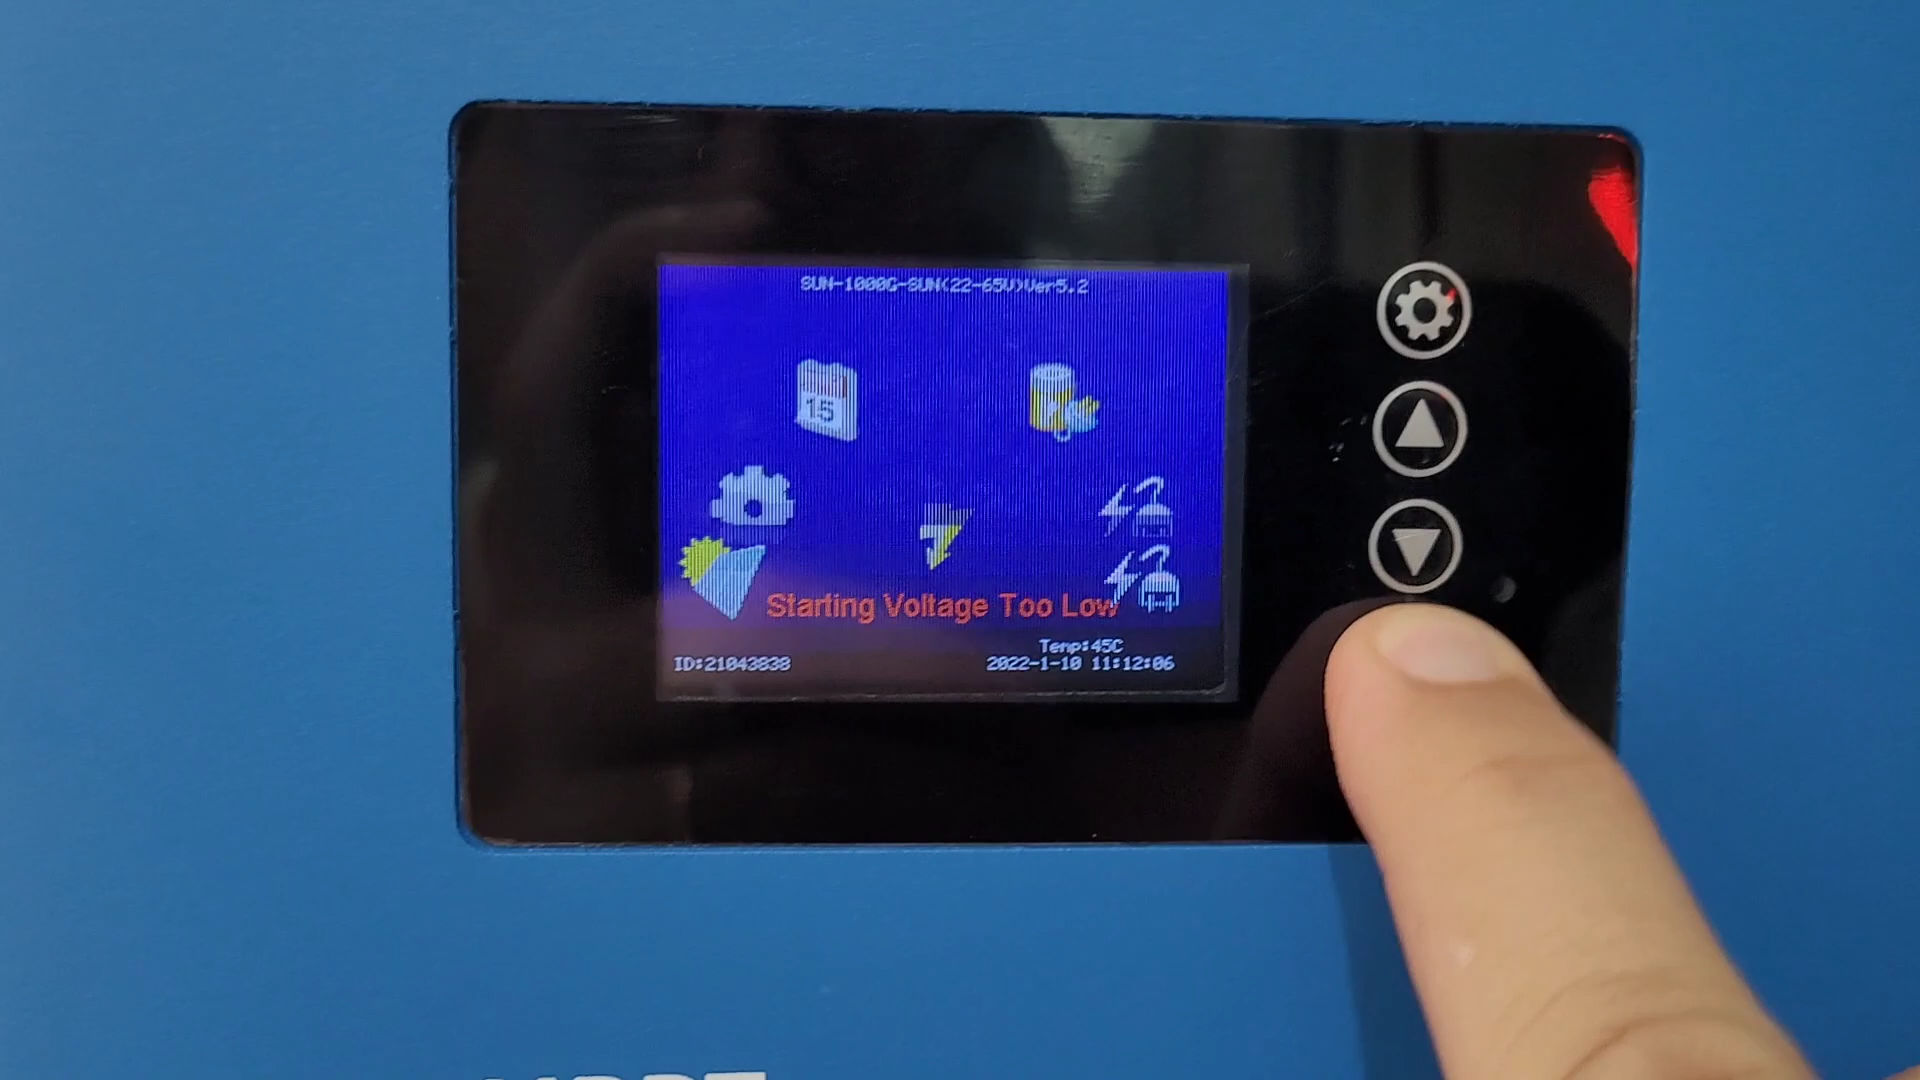 SUN-1000G-SUN(22-65V)Ver5.2
15
Starting Voltage Too Low
Temp:45C
ID:21043838
2022-1-10 11:12:06